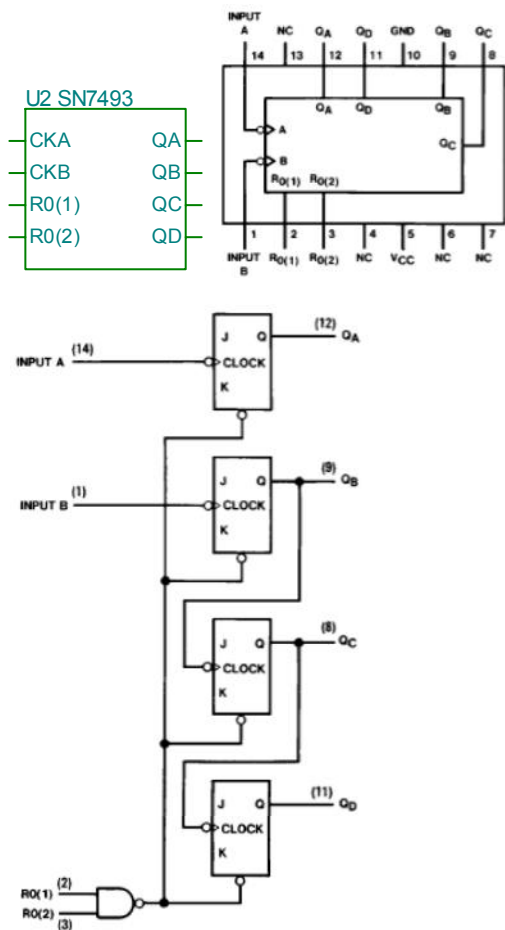 U2 SN7493
CKA QA
CKB QB
R0(1) QC
R0(2) QD
INPUT A NC QA QD GND QB QC
14 13 12 11 10 9 8
QA QD QB
A
QC
B
R0(1) R0(2)
1 2 3 4 5 6 7
INPUT B R0(1) R0(2) NC VCC NC NC
J Q (12) QA
INPUT A (14) CLOCK
K
J Q (9) QB
INPUT B (1) CLOCK
K
J Q (8) QC
CLOCK
K
J Q (11) QD
CLOCK
K
R0(1) (2)
R0(2) (3)